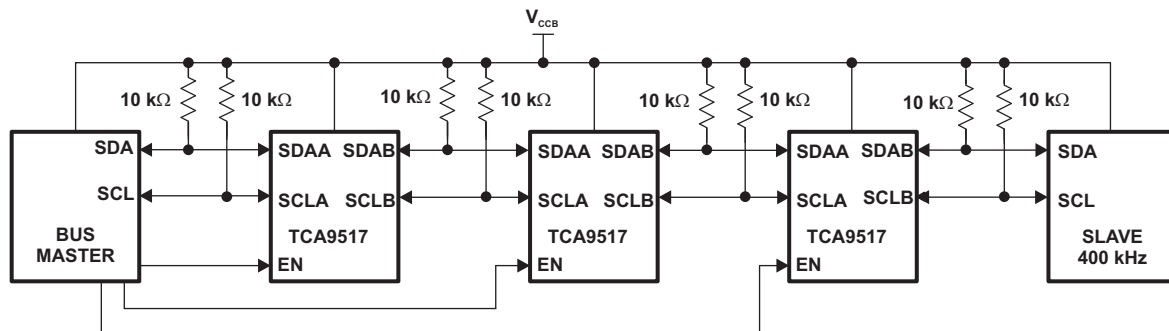 V_CCB
10 kΩ 10 kΩ 10 kΩ 10 kΩ 10 kΩ 10 kΩ 10 kΩ 10 kΩ
SDA SDAA SDAB SDAA SDAB SDAA SDAB SDA
SCL SCLA SCLB SCLA SCLB SCLA SCLB SCL
BUS MASTER
TCA9517
TCA9517
TCA9517
SLAVE
400 kHz
EN EN EN